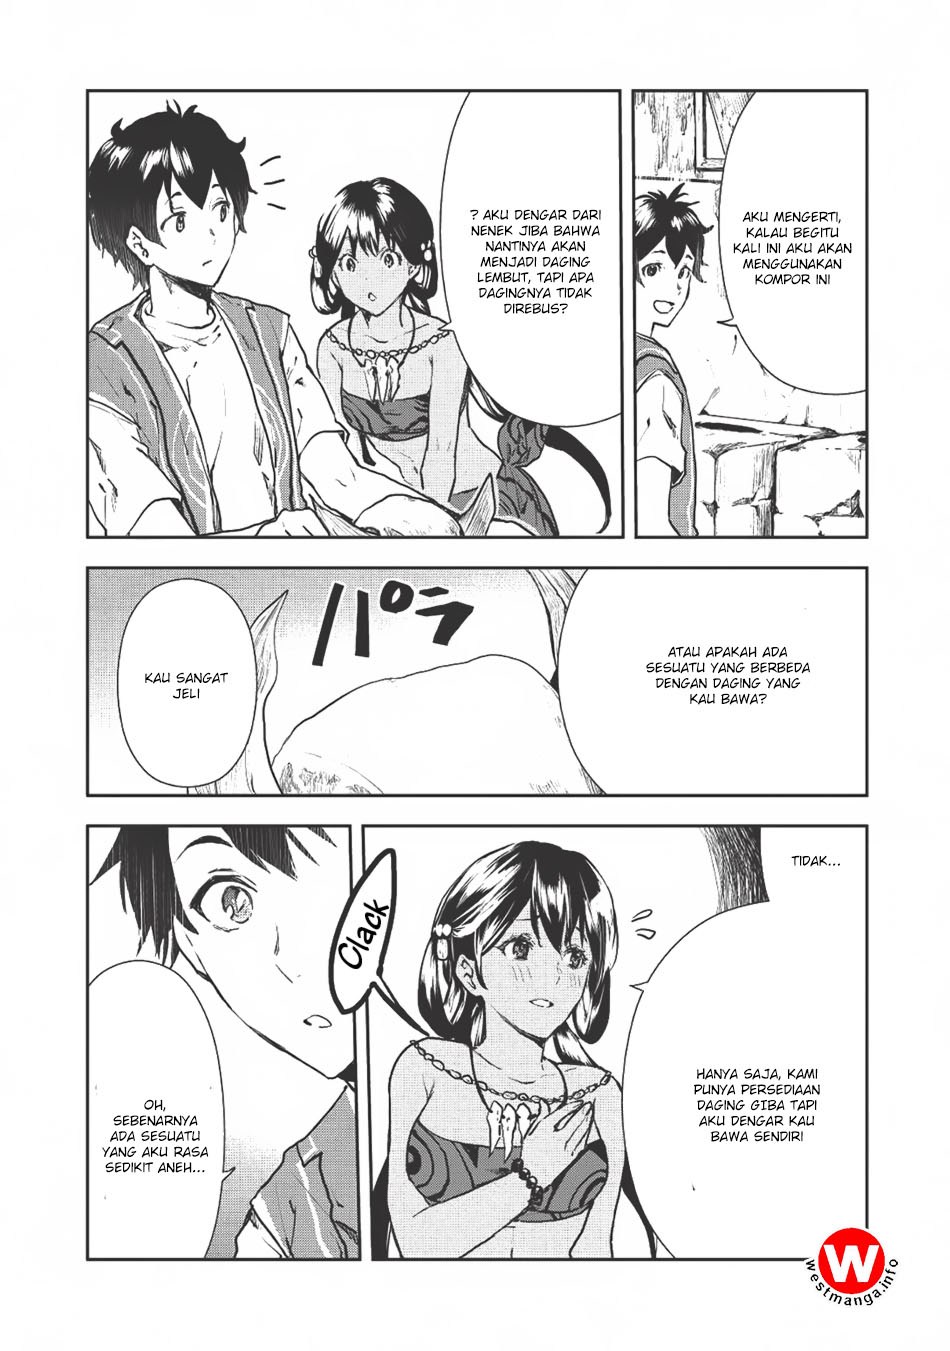 AKU MENGERTI,
KALAU BEGITU
KALI INI AKU AKAN
MENGGUNAKAN
KOMPOR INI
? AKU DENGAR DARI
NENEK JIBA BAHWA
NANTINYA AKAN
MENJADI DAGING
LEMBUT, TAPI APA
DAGINGNYA TIDAK
DIREBUS?
ATAU APAKAH ADA
SESUATU YANG BERBEDA
DENGAN DAGING YANG
KAU BAWA?
パラ
KAU SANGAT
JELI
TIDAK...
HANYA SAJA, KAMI
PUNYA PERSEDIAAN
DAGING GIBA TAPI
AKU DENGAR KAU
BAWA SENDIRI
Clack
OH,
SEBENARNYA
ADA SESUATU
YANG AKU RASA
SEDIKIT ANEH...
W
westmanga.info